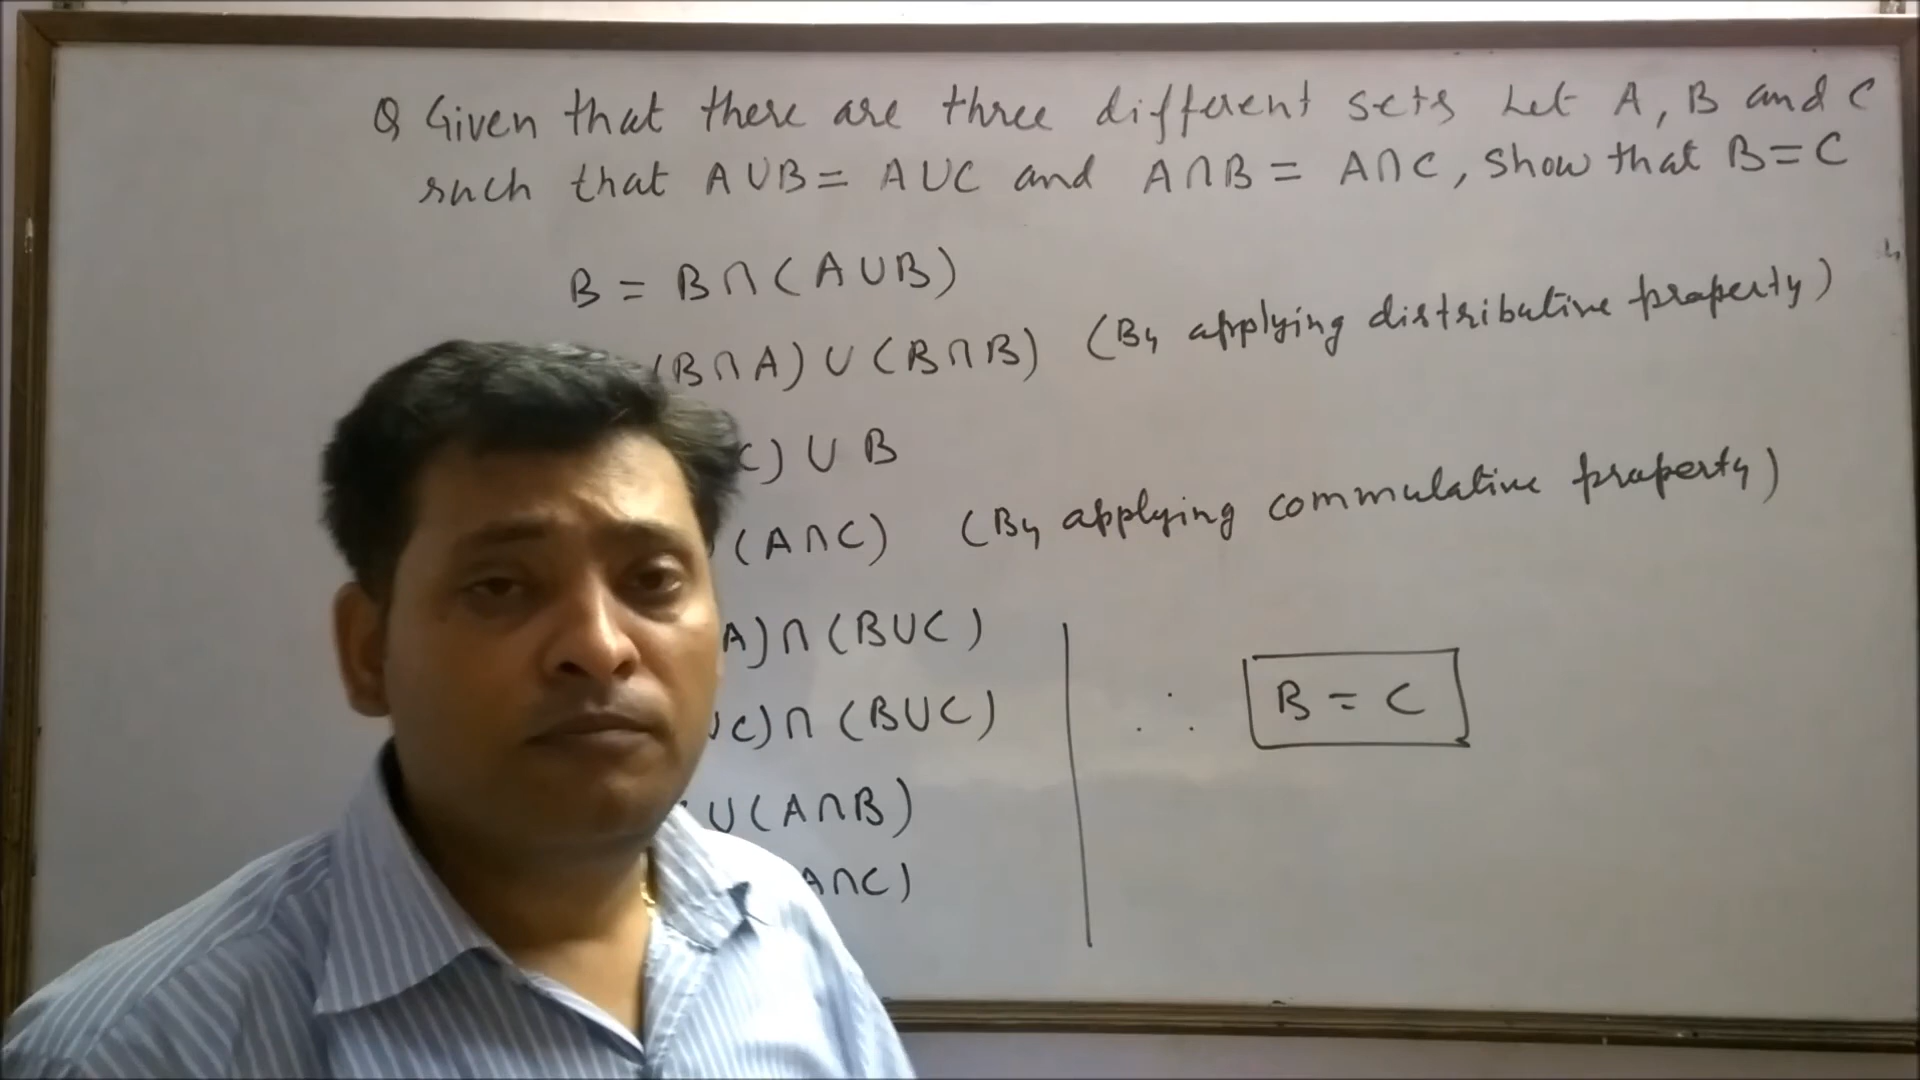 Q Given that there are three different sets Let A, B and C
such that A∪B = A∪C and A∩B = A∩C, Show that B=C
B = B∩(A∪B)
(B∩A) ∪ (B∩B) (By applying distributive property)
C) ∪ B
(A∩C) (By applying commulative property)
A)∩(B∪C)
∪C)∩(B∪C)
∪(A∩B)
A∩C)
∴ B = C